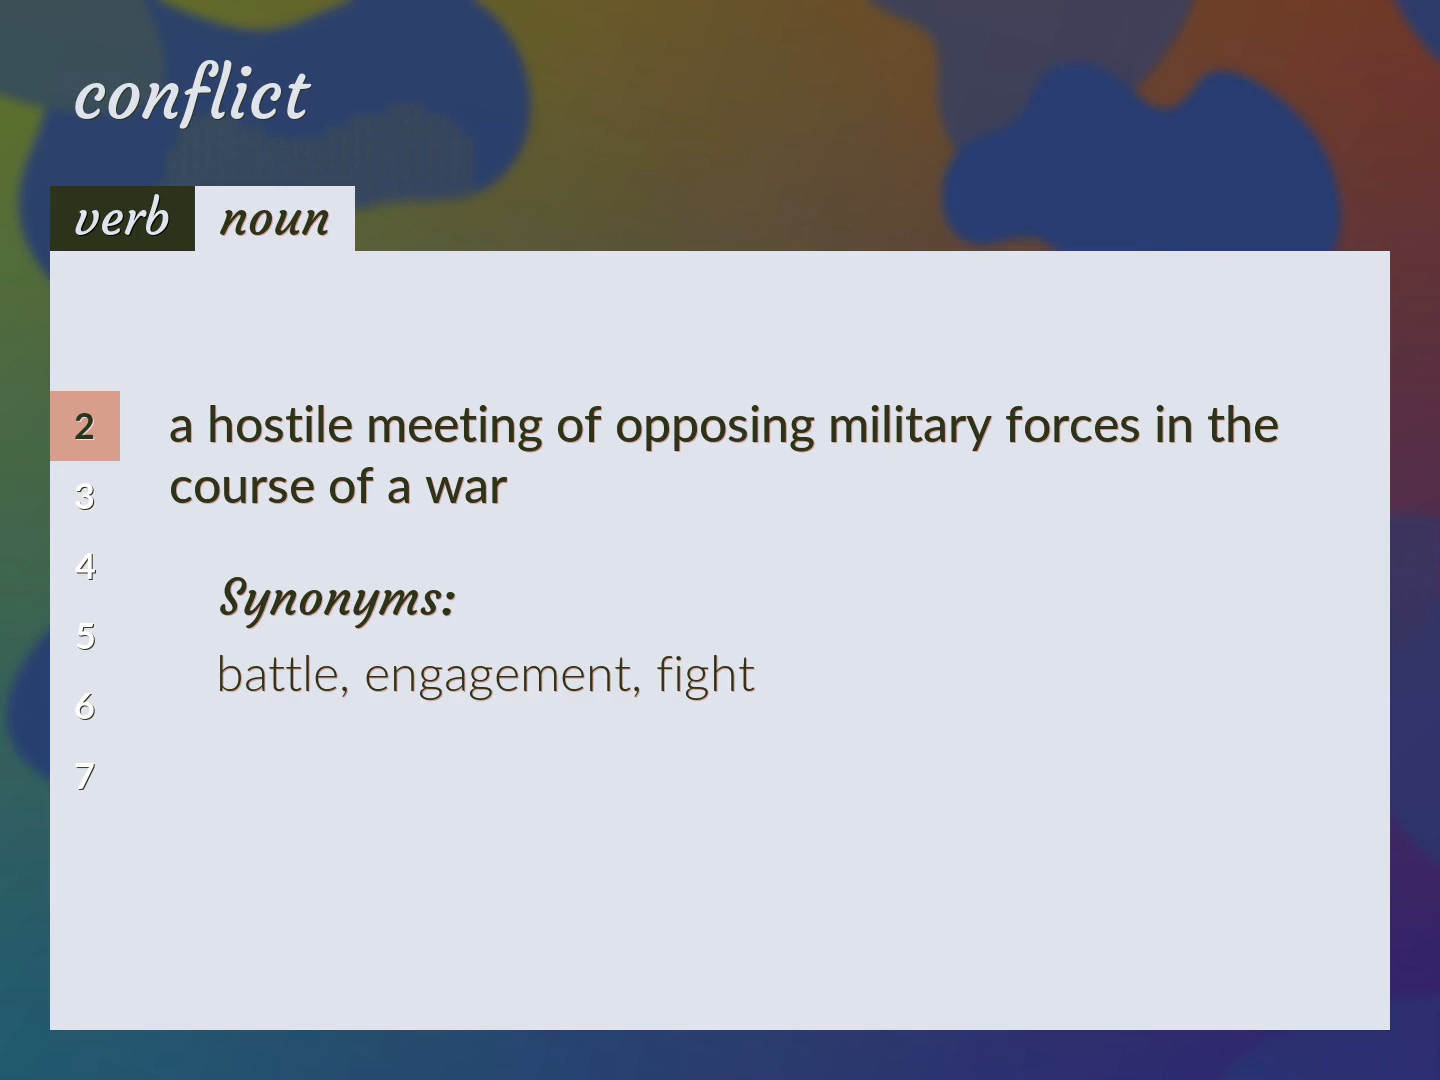 conflict
verb noun
2 a hostile meeting of opposing military forces in the
course of a war
3
4
Synonyms:
5
battle, engagement, fight
6
7